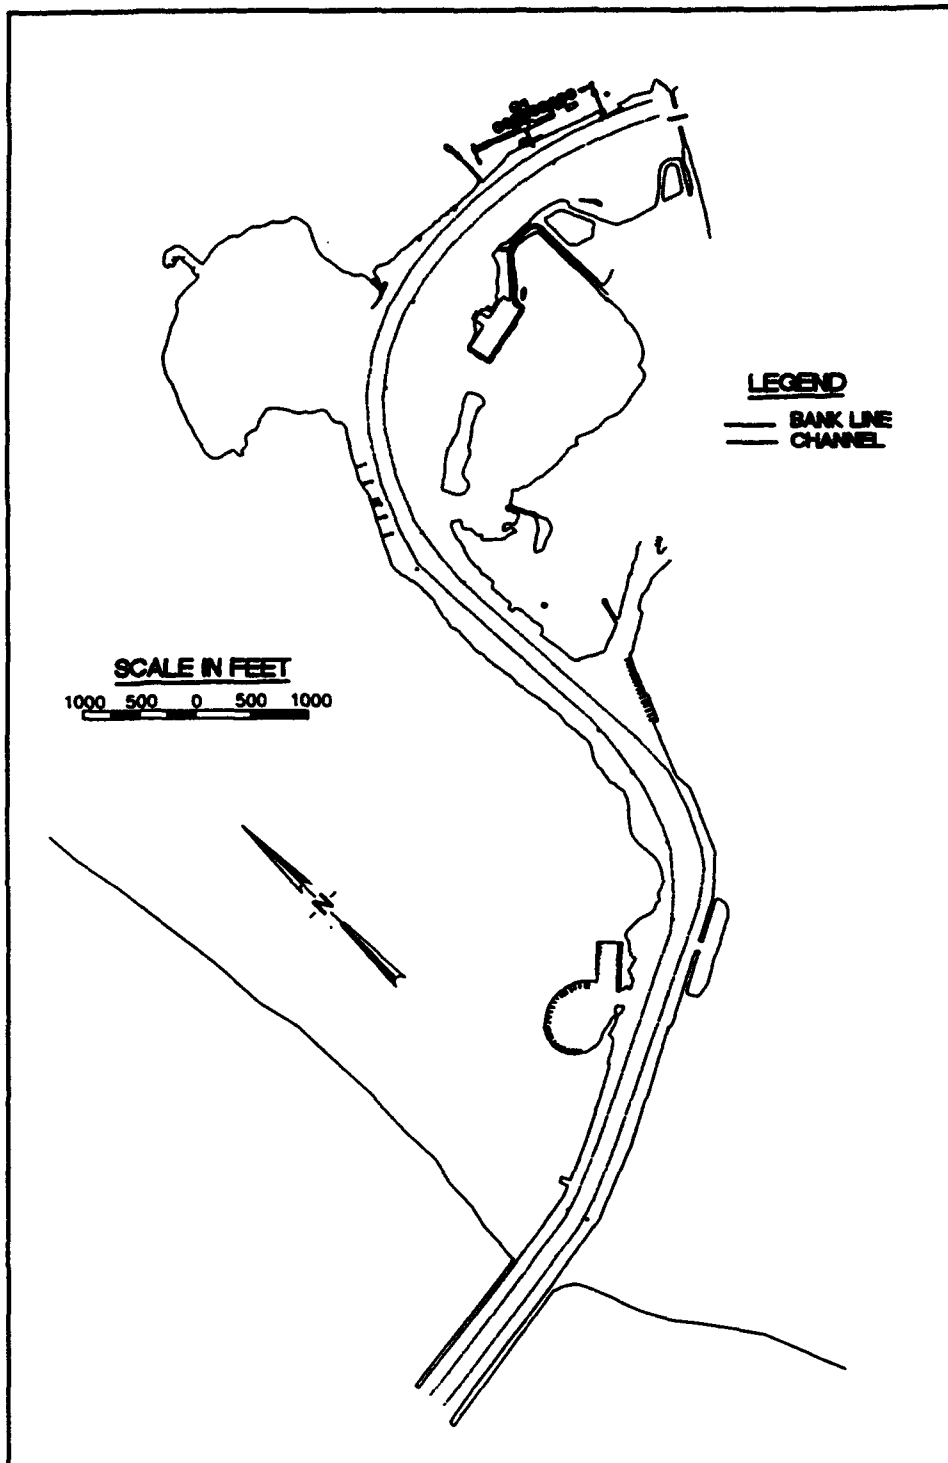 LEGEND
BANK LINE
CHANNEL
SCALE IN FEET
1000 500 0 500 1000
N